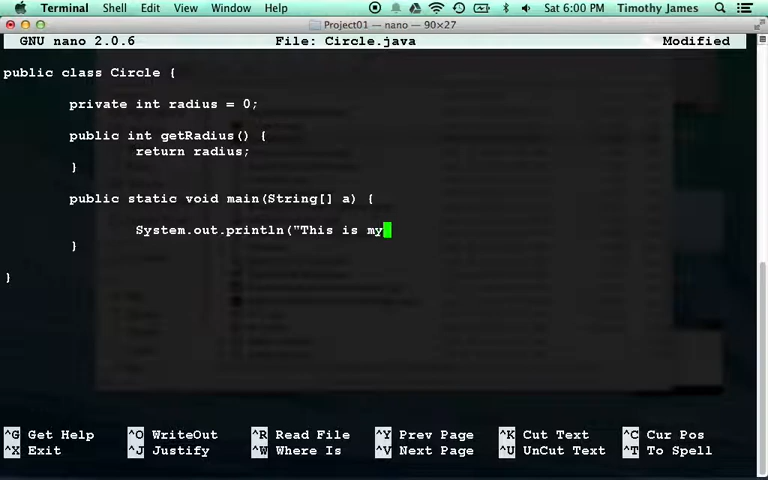 Terminal Shell Edit View Window Help Sat 6:00 PM Timothy James
Project01 — nano — 90×27
GNU nano 2.0.6 File: Circle.java Modified
public class Circle {
private int radius = 0;
public int getRadius() {
return radius;
}
public static void main(String[] a) {
System.out.println("This is my
}
}
^G Get Help ^O WriteOut ^R Read File ^Y Prev Page ^K Cut Text ^C Cur Pos
^X Exit ^J Justify ^W Where Is ^V Next Page ^U UnCut Text ^T To Spell